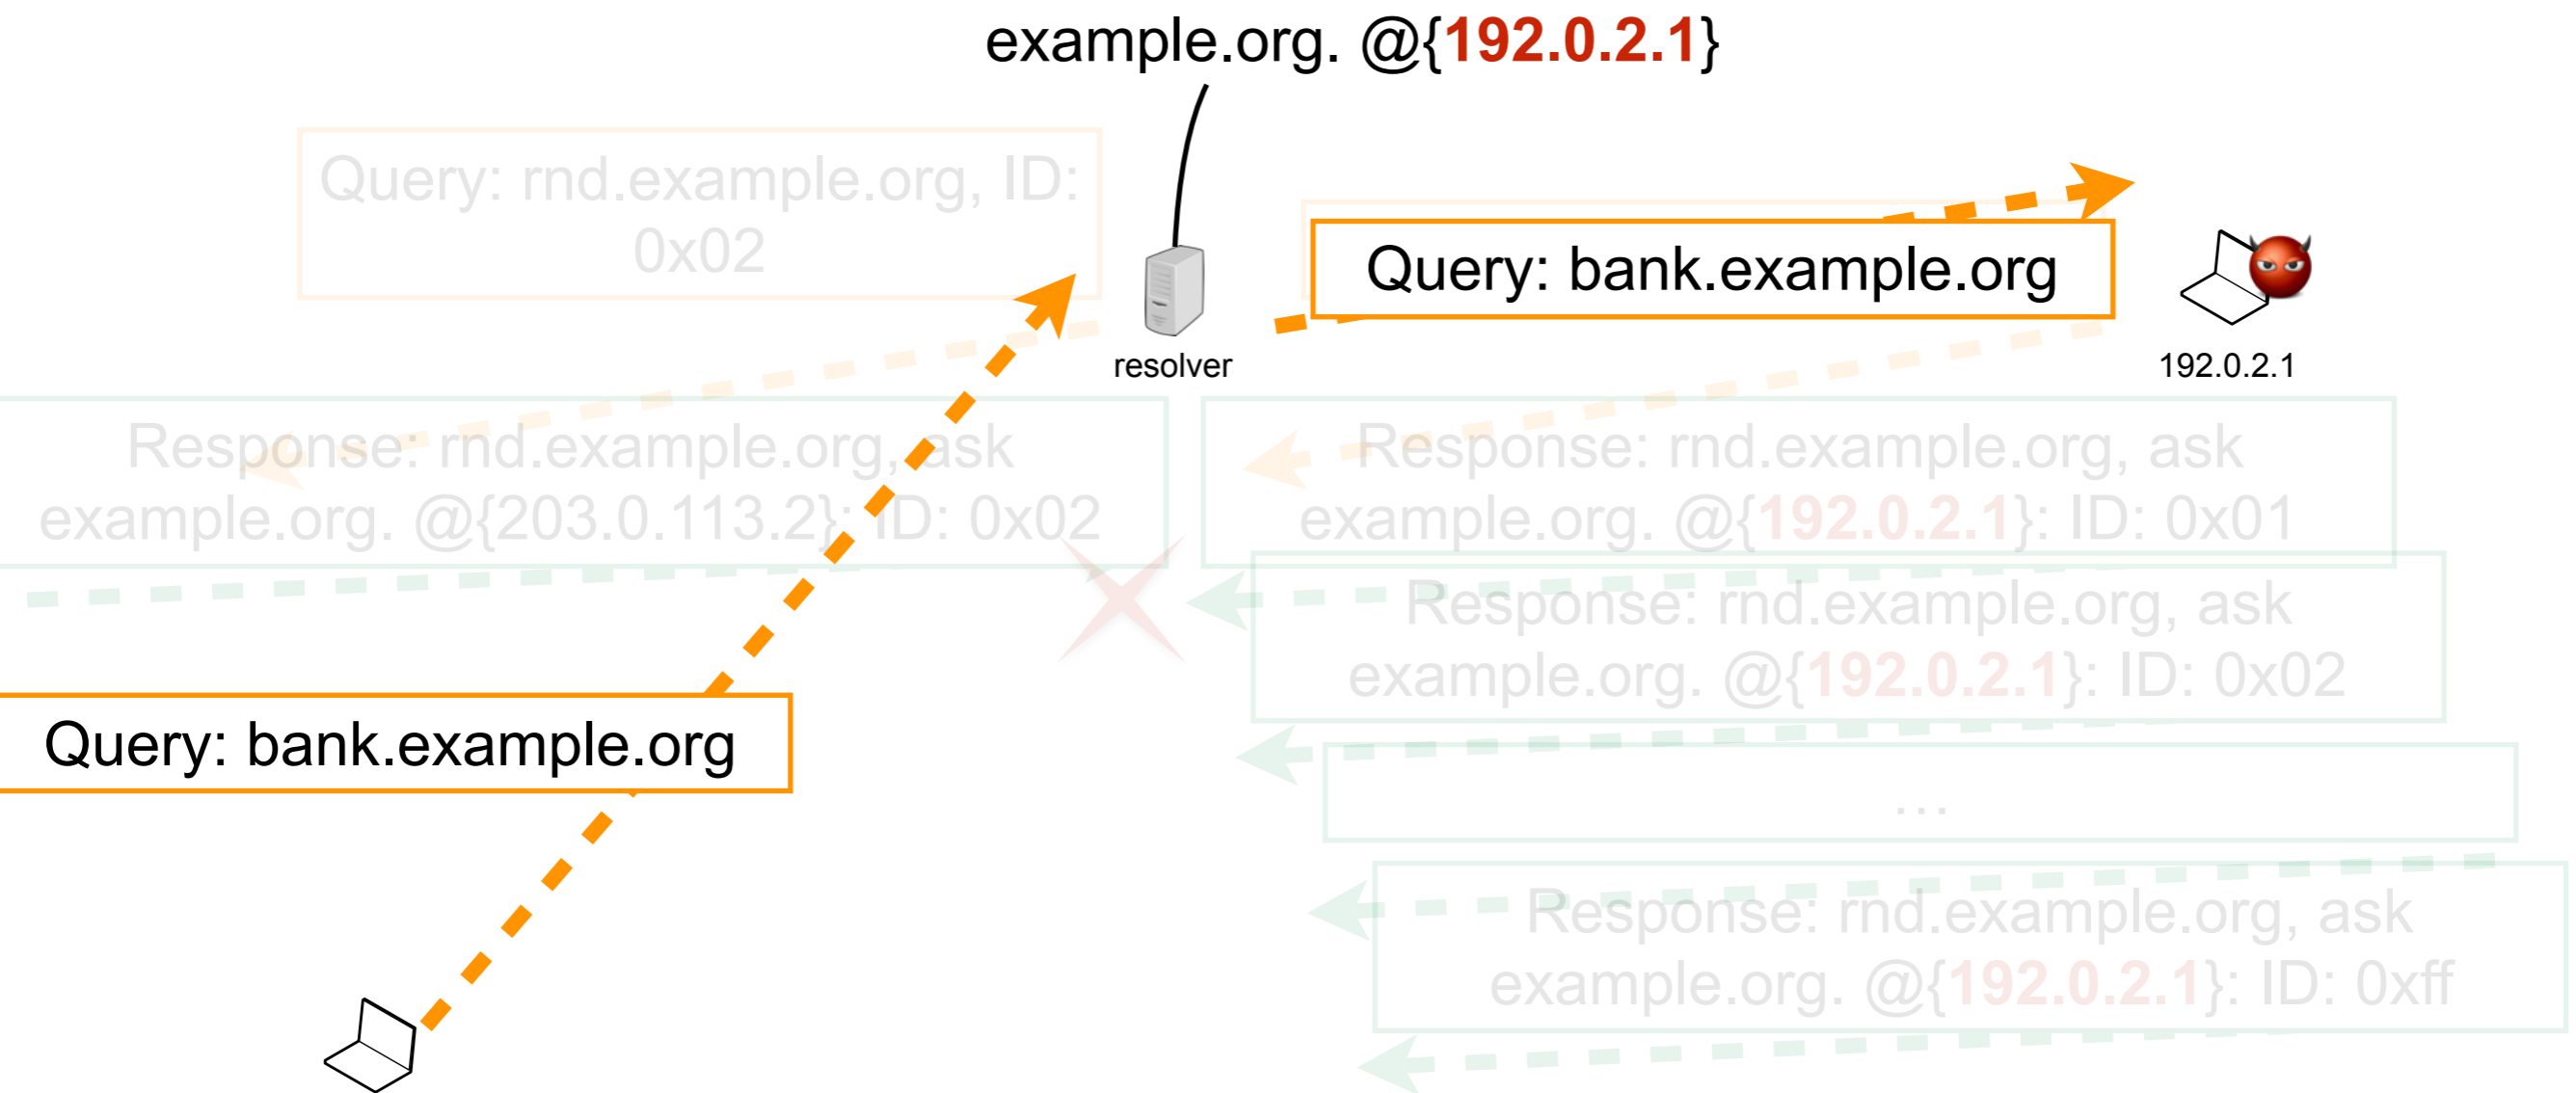 example.org. @{192.0.2.1}
Query: rnd.example.org, ID:
0x02
Query: bank.example.org
resolver
192.0.2.1
Response: rnd.example.org, ask
example.org. @{203.0.113.2}: ID: 0x02
Response: rnd.example.org, ask
example.org. @{192.0.2.1}: ID: 0x01
Response: rnd.example.org, ask
example.org. @{192.0.2.1}: ID: 0x02
Query: bank.example.org
...
Response: rnd.example.org, ask
example.org. @{192.0.2.1}: ID: 0xff